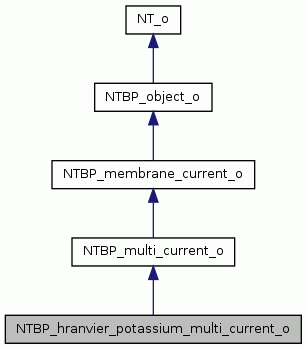 NT_o
NTBP_object_o
NTBP_membrane_current_o
NTBP_multi_current_o
NTBP_hranvier_potassium_multi_current_o